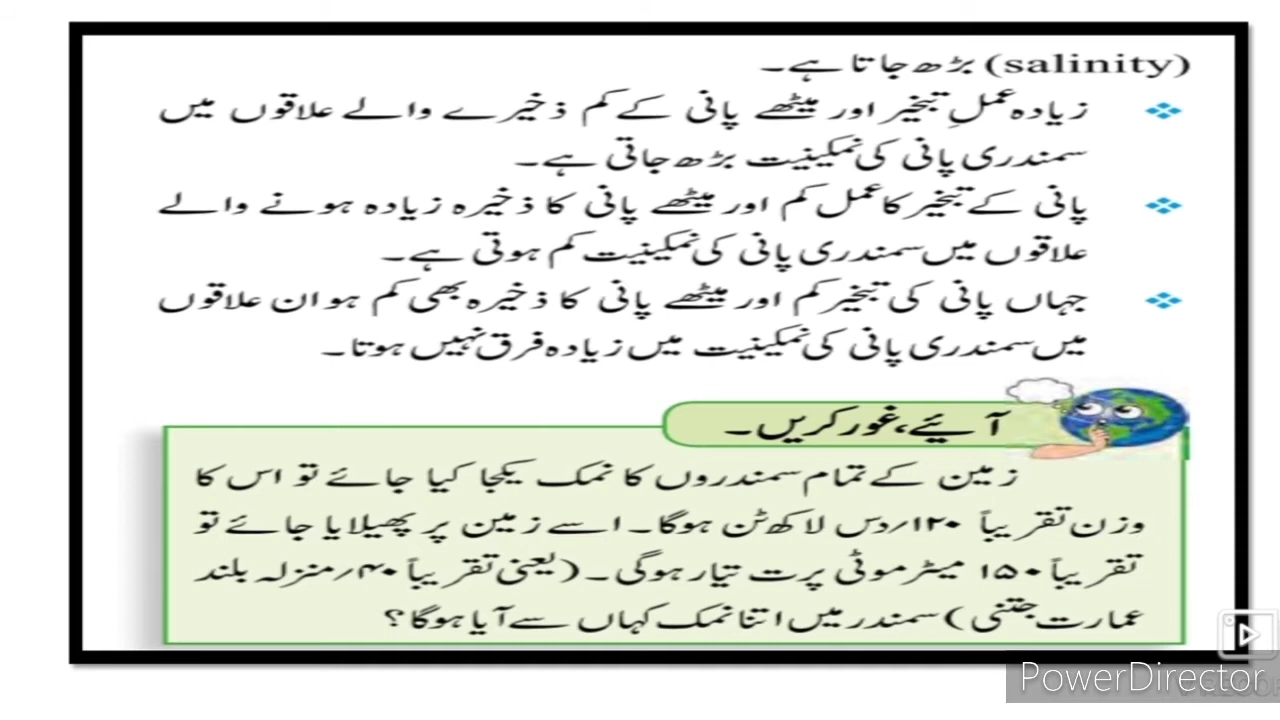 (salinity) بڑھ جاتا ہے۔
زیادہ عملِ تبخیر اور میٹھے پانی کے کم ذخیرے والے علاقوں میں
سمندری پانی کی نمکینیت بڑھ جاتی ہے۔
پانی کے تبخیر کا عمل کم اور میٹھے پانی کا ذخیرہ زیادہ ہونے والے
علاقوں میں سمندری پانی کی نمکینیت کم ہوتی ہے۔
جہاں پانی کی تبخیر کم اور میٹھے پانی کا ذخیرہ بھی کم ہو ان علاقوں
میں سمندری پانی کی نمکینیت میں زیادہ فرق نہیں ہوتا۔
آئیے، غور کریں۔
زمین کے تمام سمندروں کا نمک یکجا کیا جائے تو اس کا
وزن تقریباً ۱۲۰؍دس لاکھ ٹن ہوگا۔ اسے زمین پر پھیلایا جائے تو
تقریباً ۱۵۰ میٹر موٹی پرت تیار ہوگی۔ (یعنی تقریباً ۴۰؍منزلہ بلند
عمارت جتنی) سمندر میں اتنا نمک کہاں سے آیا ہوگا؟
PowerDirector